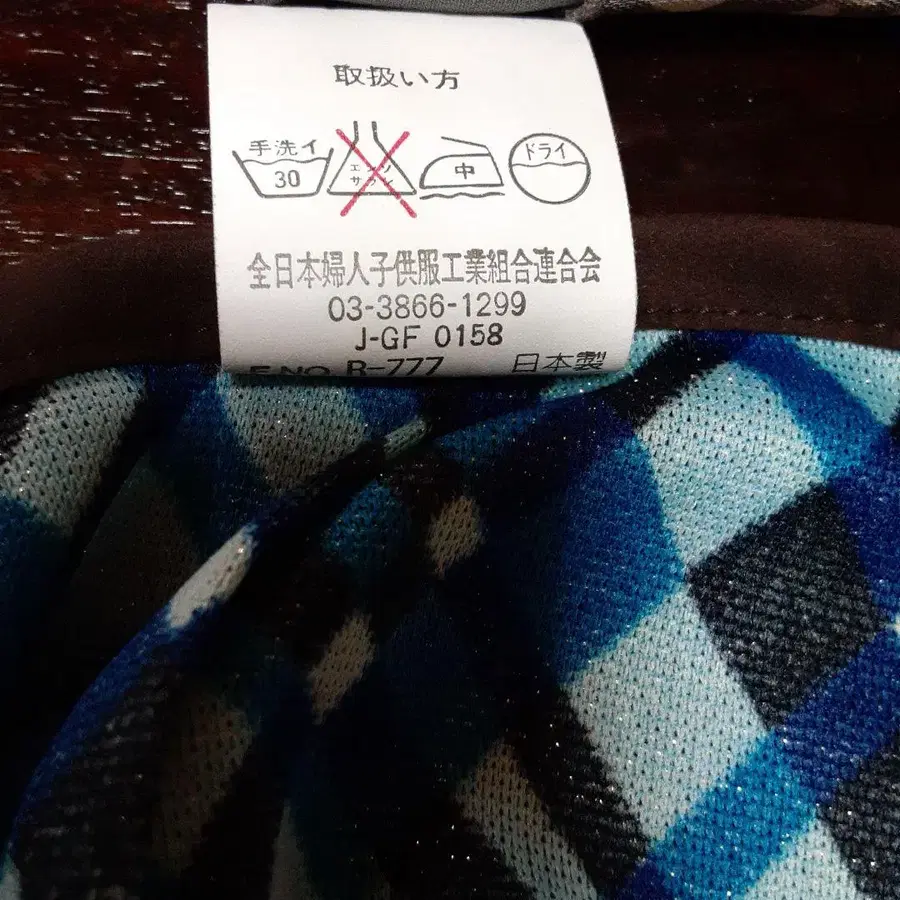 取扱い方
手洗イ
30
エンソ
サラシ
中
ドライ
全日本婦人子供服工業組合連合会
03-3866-1299
J-GF 0158
F.NO. R-777 日本製